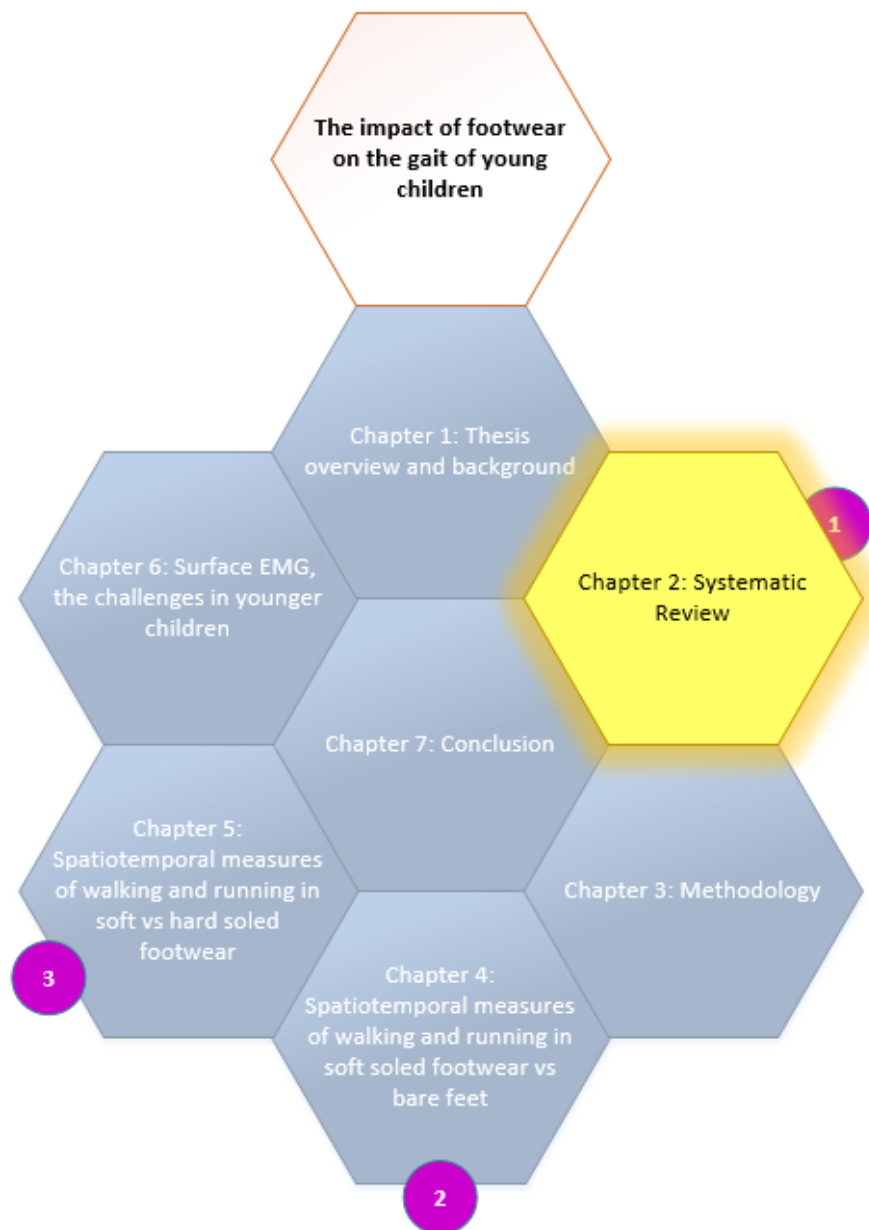 The impact of footwear
on the gait of young
children
Chapter 1: Thesis
overview and background
1
Chapter 2: Systematic
Review
Chapter 6: Surface EMG,
the challenges in younger
children
Chapter 7: Conclusion
Chapter 5:
Spatiotemporal measures
of walking and running in
soft vs hard soled
footwear
3
Chapter 3: Methodology
Chapter 4:
Spatiotemporal measures
of walking and running in
soft soled footwear vs
bare feet
2